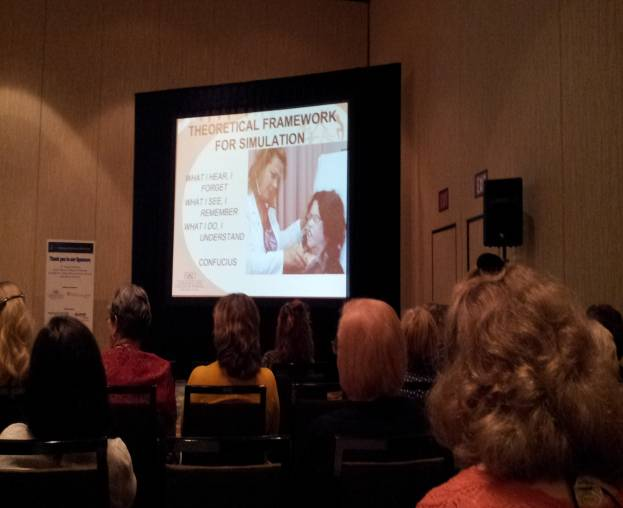 THEORETICAL FRAMEWORK
FOR SIMULATION
WHAT I HEAR, I
FORGET
WHAT I SEE, I
REMEMBER
WHAT I DO, I
UNDERSTAND
CONFUCIUS
Thank you to our Sponsors